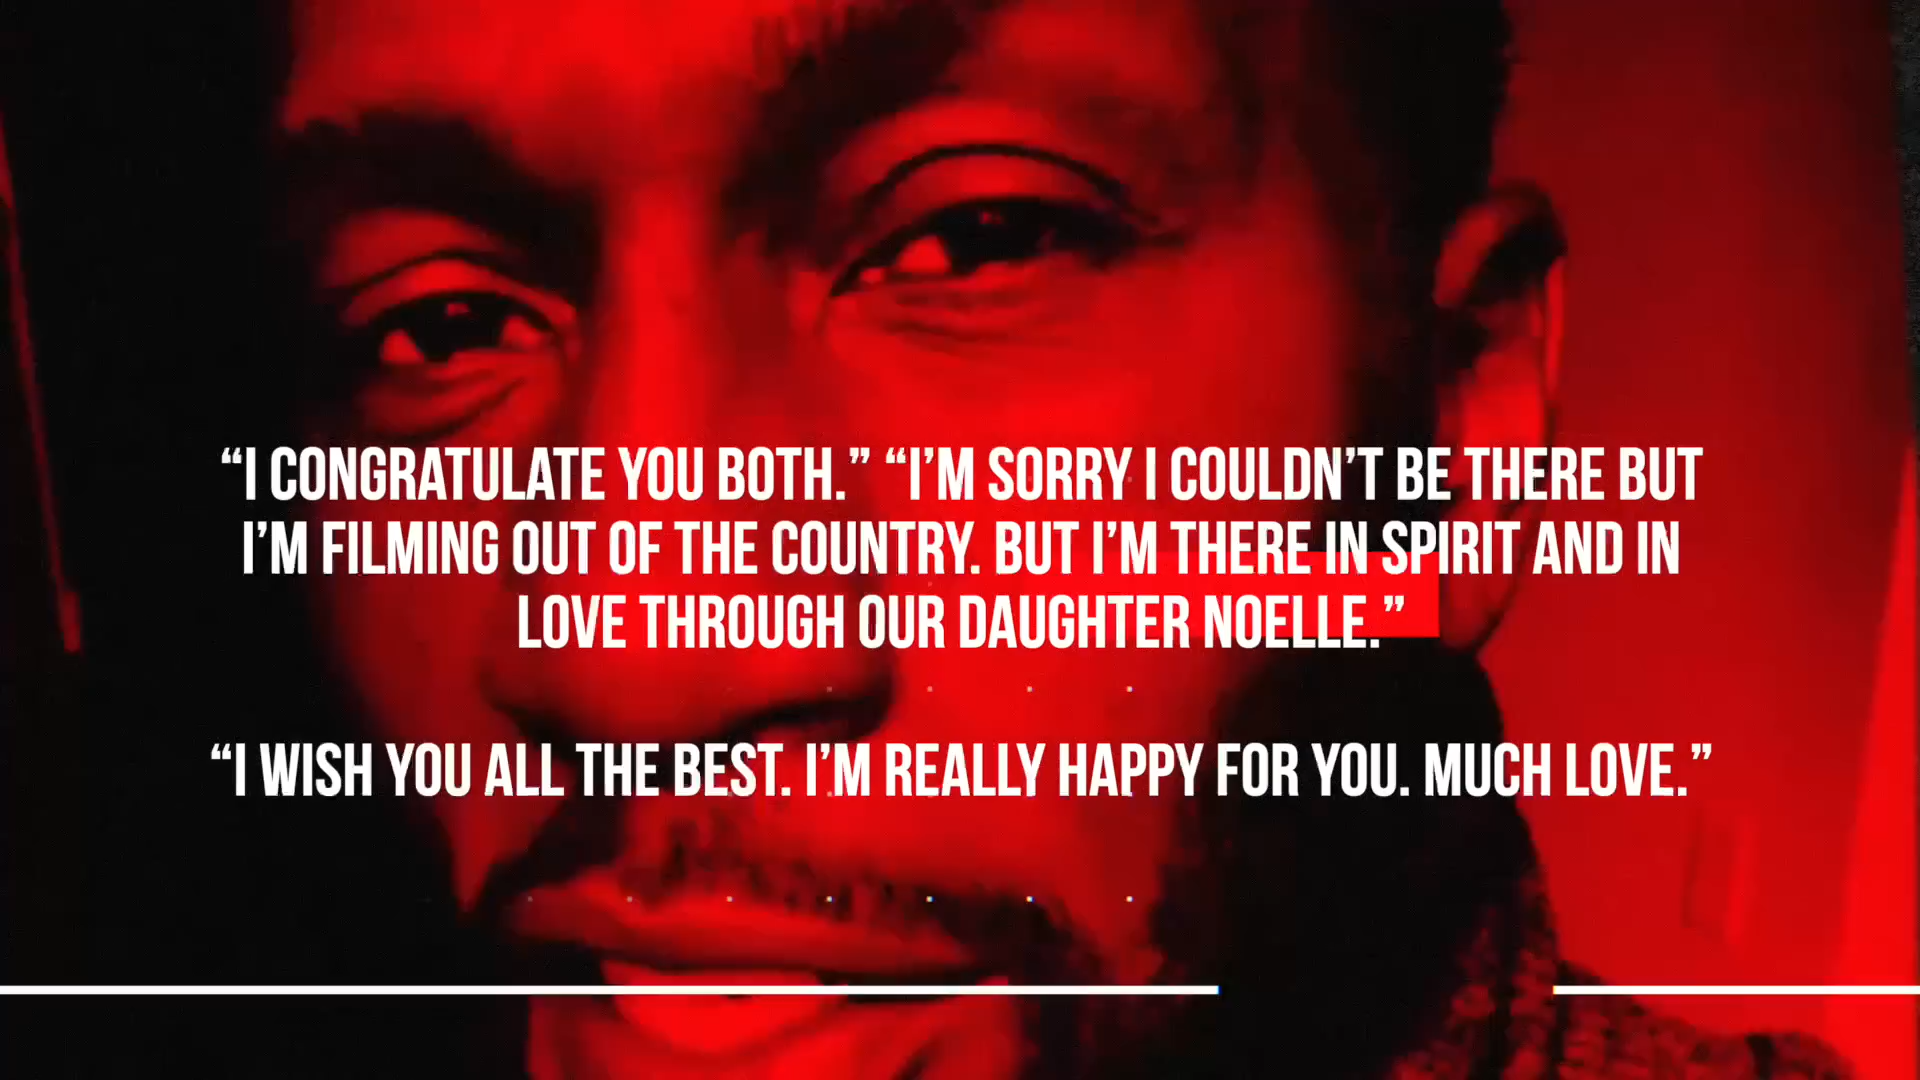 “I CONGRATULATE YOU BOTH.” “I’M SORRY I COULDN’T BE THERE BUT
I’M FILMING OUT OF THE COUNTRY. BUT I’M THERE IN SPIRIT AND IN
LOVE THROUGH OUR DAUGHTER NOELLE.”
“I WISH YOU ALL THE BEST. I’M REALLY HAPPY FOR YOU. MUCH LOVE.”